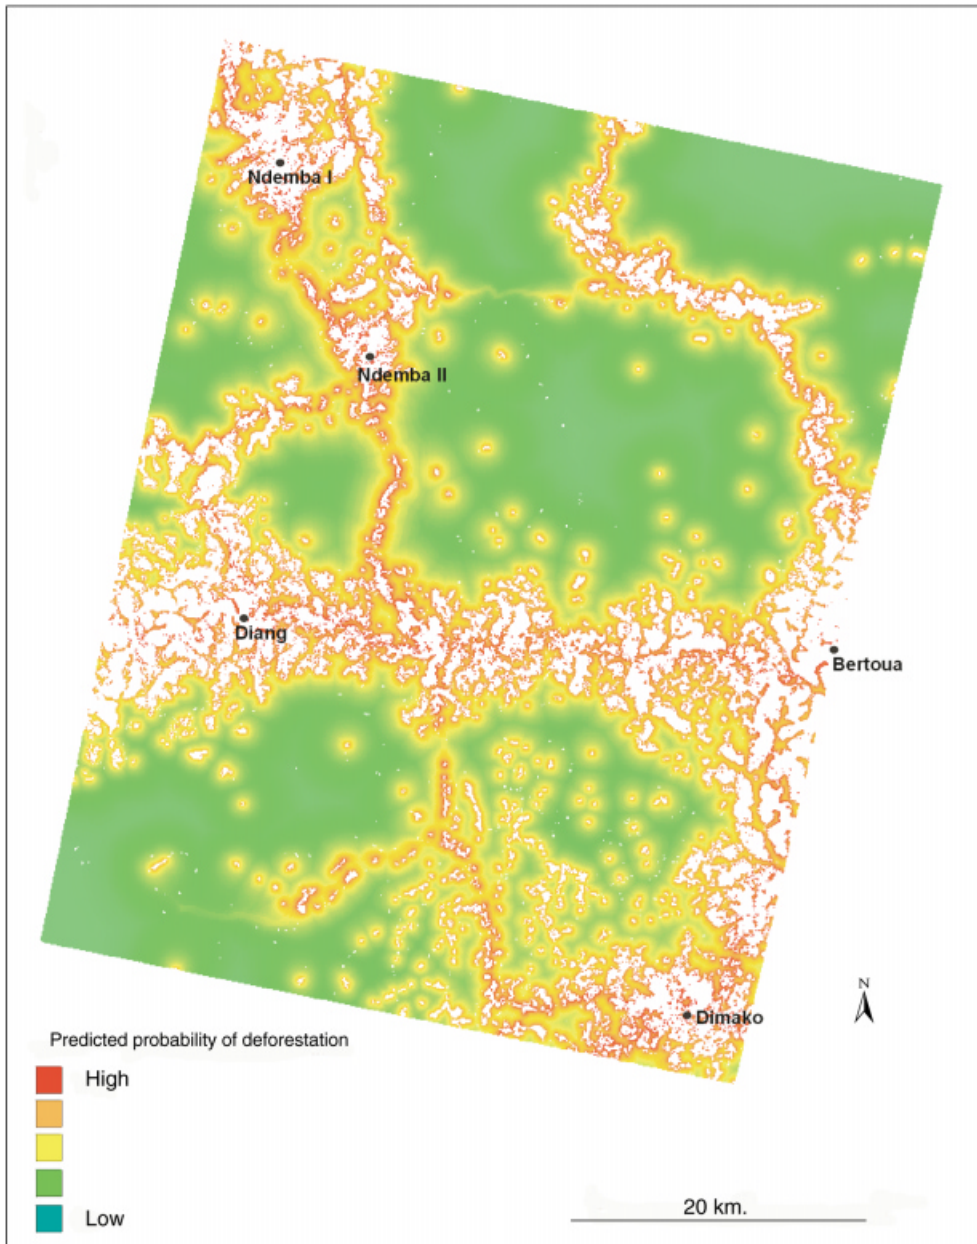 Ndemba I
Ndemba II
Diang
Bertoua
N
Dimako
Predicted probability of deforestation
High
Low
20 km.